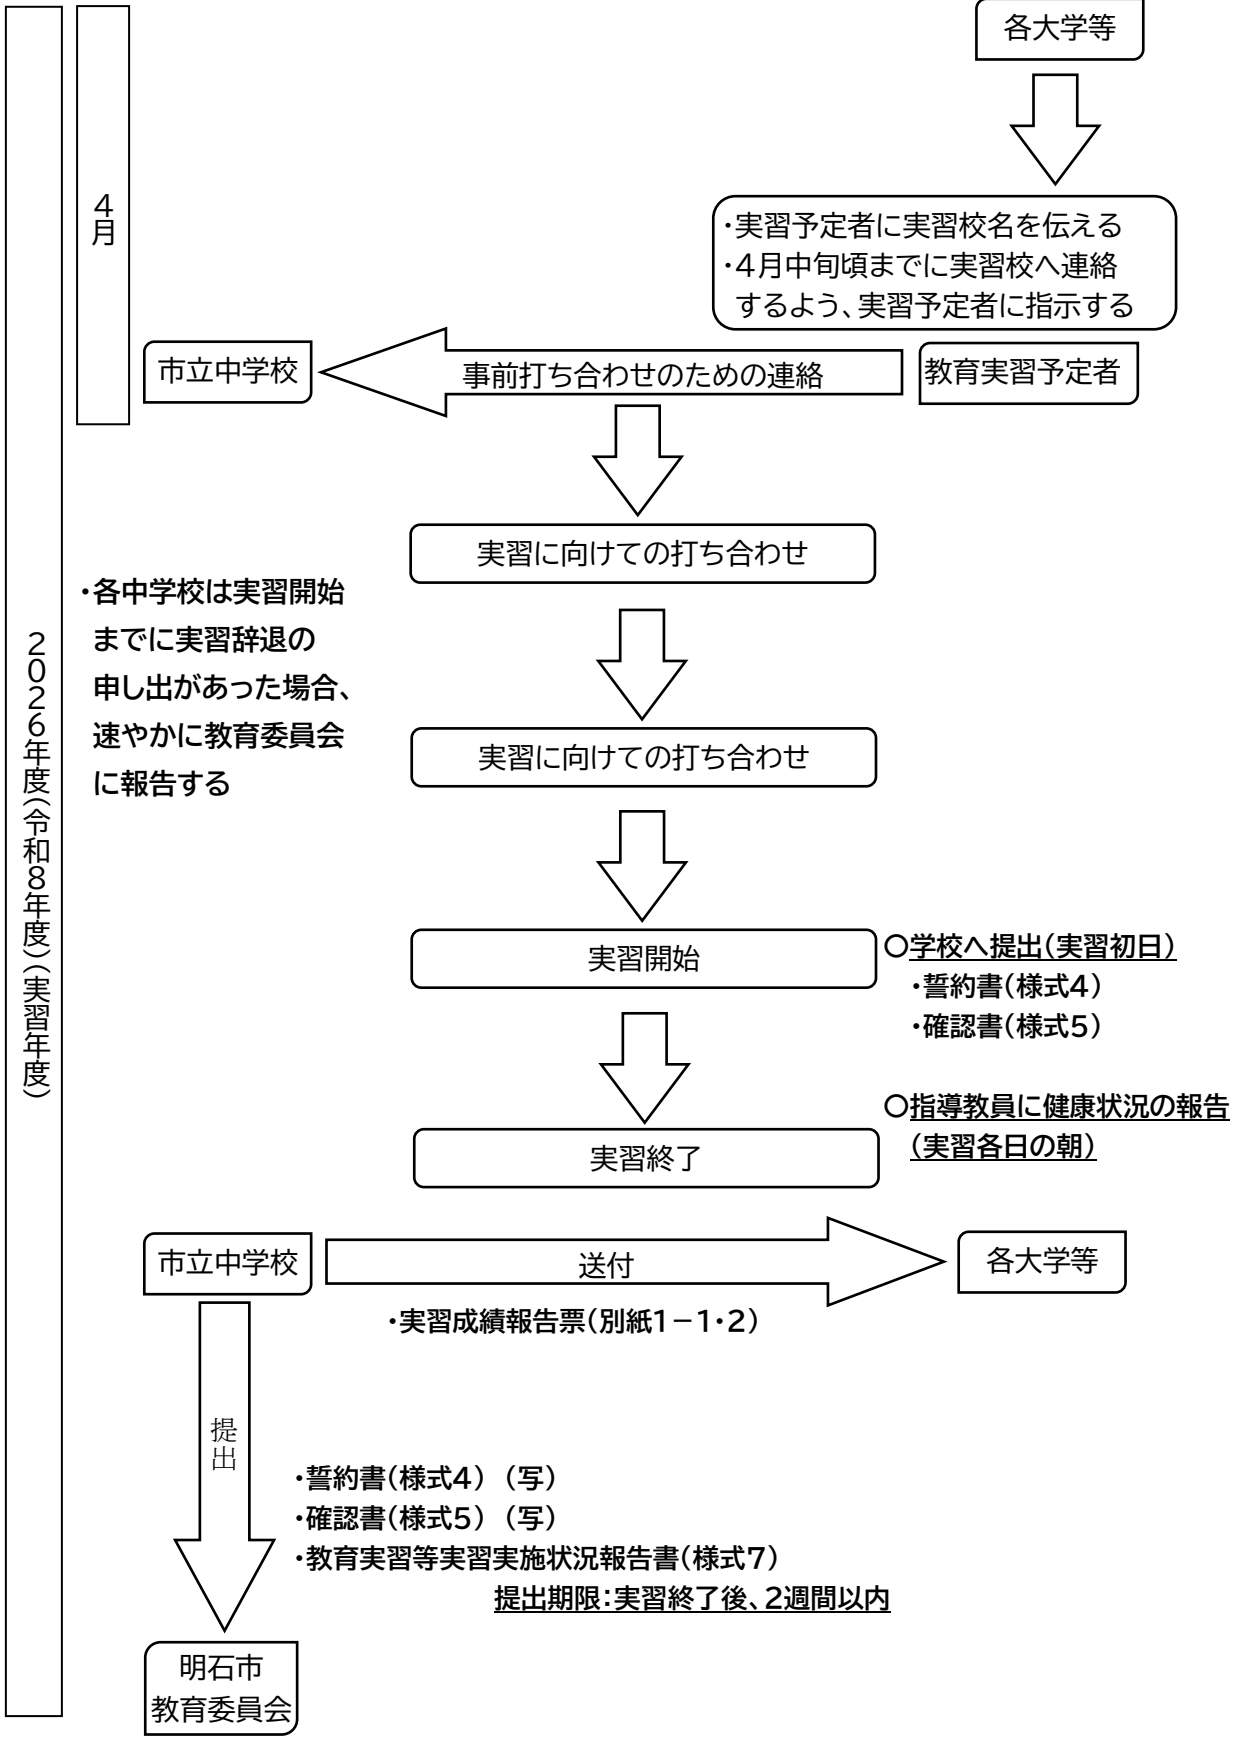 各大学等
4月
・実習予定者に実習校名を伝える
・4月中旬頃までに実習校へ連絡
するよう、実習予定者に指示する
市立中学校
事前打ち合わせのための連絡
教育実習予定者
実習に向けての打ち合わせ
・各中学校は実習開始
までに実習辞退の
申し出があった場合、
速やかに教育委員会
に報告する
2026年度(令和8年度)(実習年度)
実習に向けての打ち合わせ
実習開始
〇学校へ提出(実習初日)
・誓約書(様式4)
・確認書(様式5)
〇指導教員に健康状況の報告
(実習各日の朝)
実習終了
市立中学校
送付
各大学等
・実習成績報告票(別紙1-1・2)
提出
・誓約書(様式4) (写)
・確認書(様式5) (写)
・教育実習等実習実施状況報告書(様式7)
提出期限:実習終了後、2週間以内
明石市
教育委員会